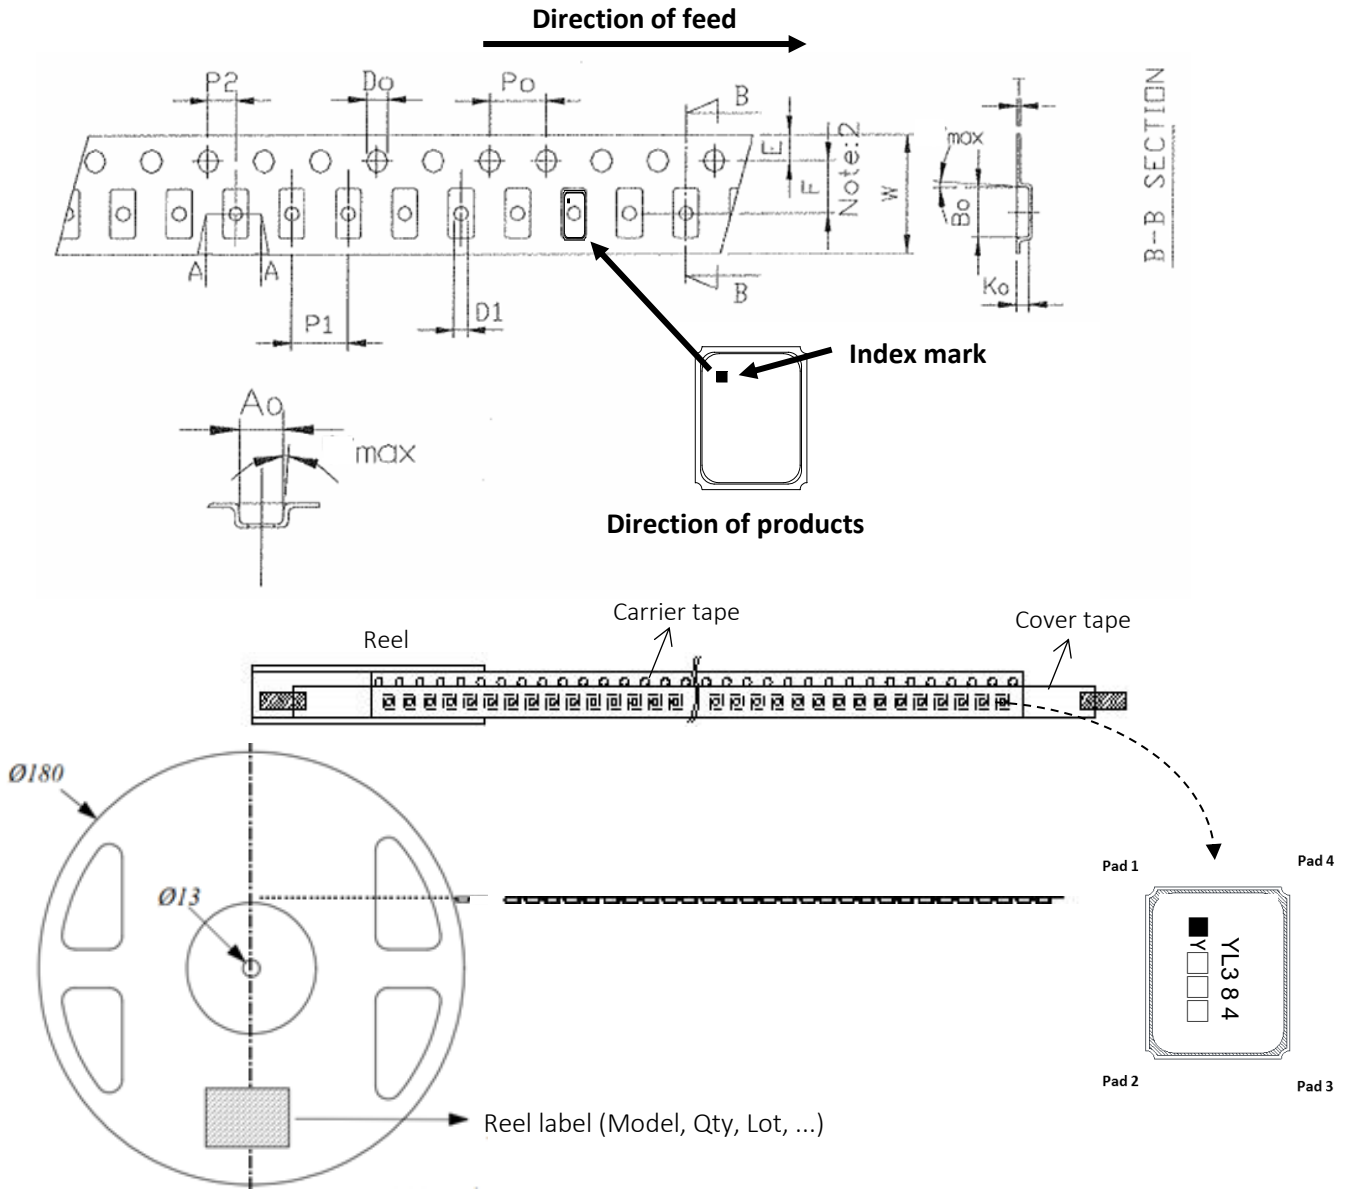 Direction of feed
P2
Do
Po
B
E
F
Note:2
W
T
max
Bo
Ko
B-B SECTION
A
A
P1
D1
B
Index mark
Ao
max
Direction of products
Carrier tape
Cover tape
Reel
Ø180
Ø13
Pad 1
Pad 4
YL384
Y
Pad 2
Pad 3
Reel label (Model, Qty, Lot, ...)